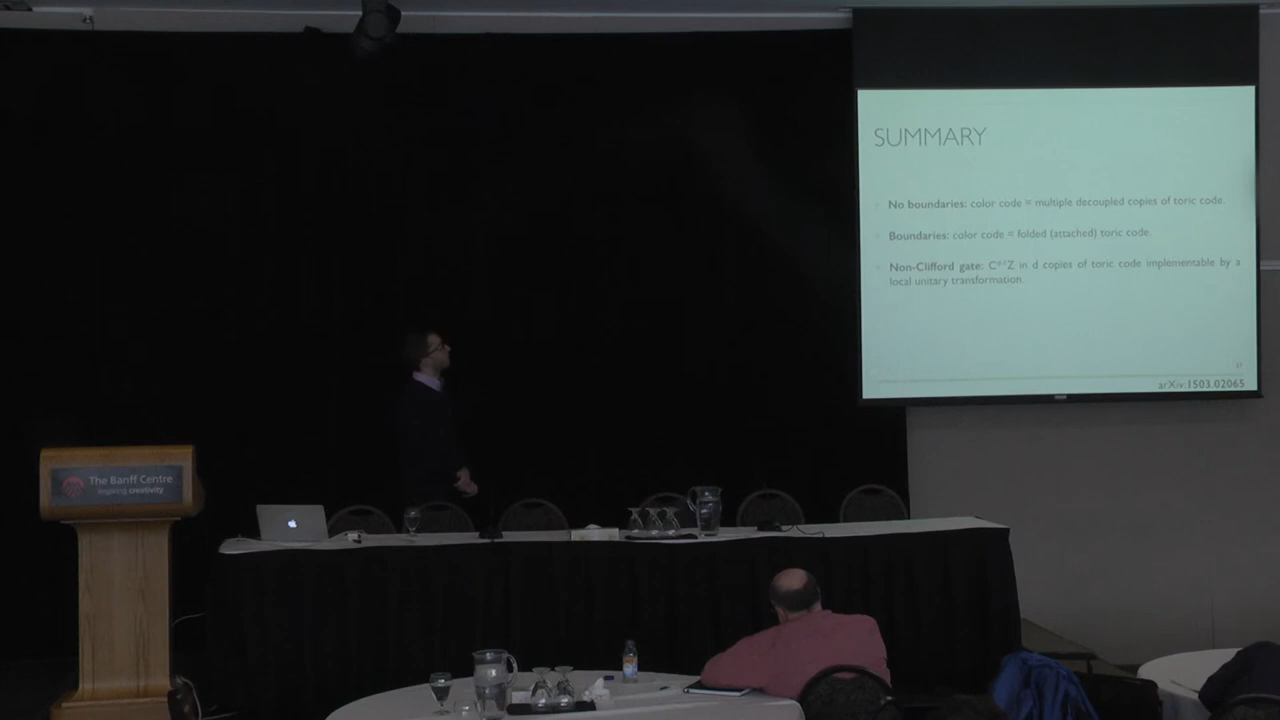 SUMMARY
No boundaries: color code = multiple decoupled copies of toric code.
Boundaries: color code = folded (attached) toric code.
Non-Clifford gate: C^{d-1}Z in d copies of toric code implementable by a
local unitary transformation.
arXiv:1503.02065
The Banff Centre
inspiring creativity